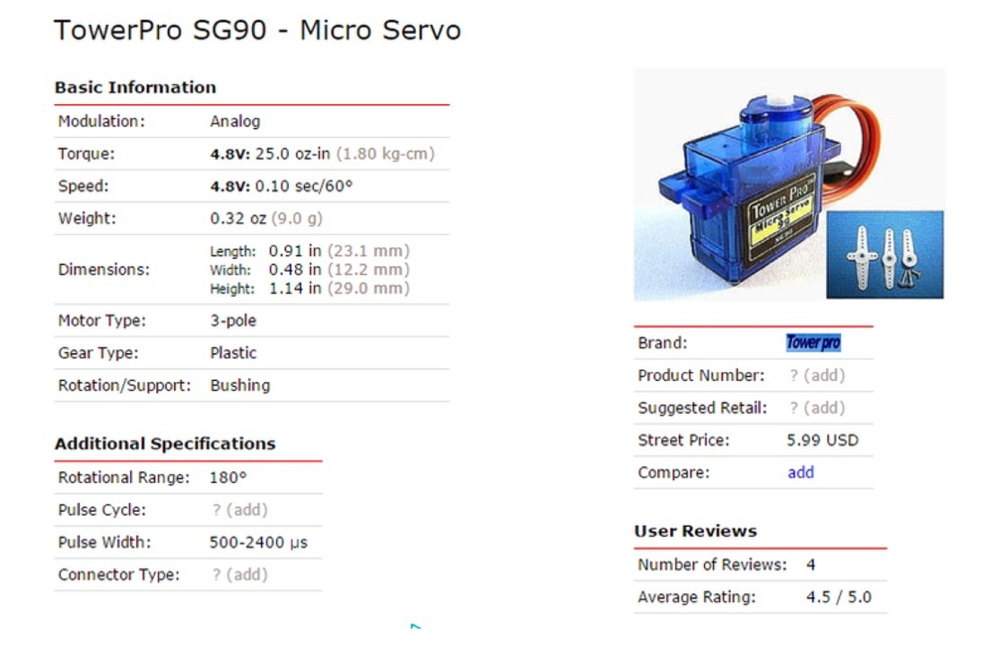 TowerPro SG90 - Micro Servo
Basic Information
Modulation: Analog
Torque: 4.8V: 25.0 oz-in (1.80 kg-cm)
Speed: 4.8V: 0.10 sec/60°
Weight: 0.32 oz (9.0 g)
Dimensions:
Length: 0.91 in (23.1 mm)
Width: 0.48 in (12.2 mm)
Height: 1.14 in (29.0 mm)
Motor Type: 3-pole
Gear Type: Plastic
Rotation/Support: Bushing
Additional Specifications
Rotational Range: 180°
Pulse Cycle: ? (add)
Pulse Width: 500-2400 µs
Connector Type: ? (add)
TOWER PRO™
Micro Servo
Brand: Tower pro
Product Number: ? (add)
Suggested Retail: ? (add)
Street Price: 5.99 USD
Compare: add
User Reviews
Number of Reviews: 4
Average Rating: 4.5 / 5.0